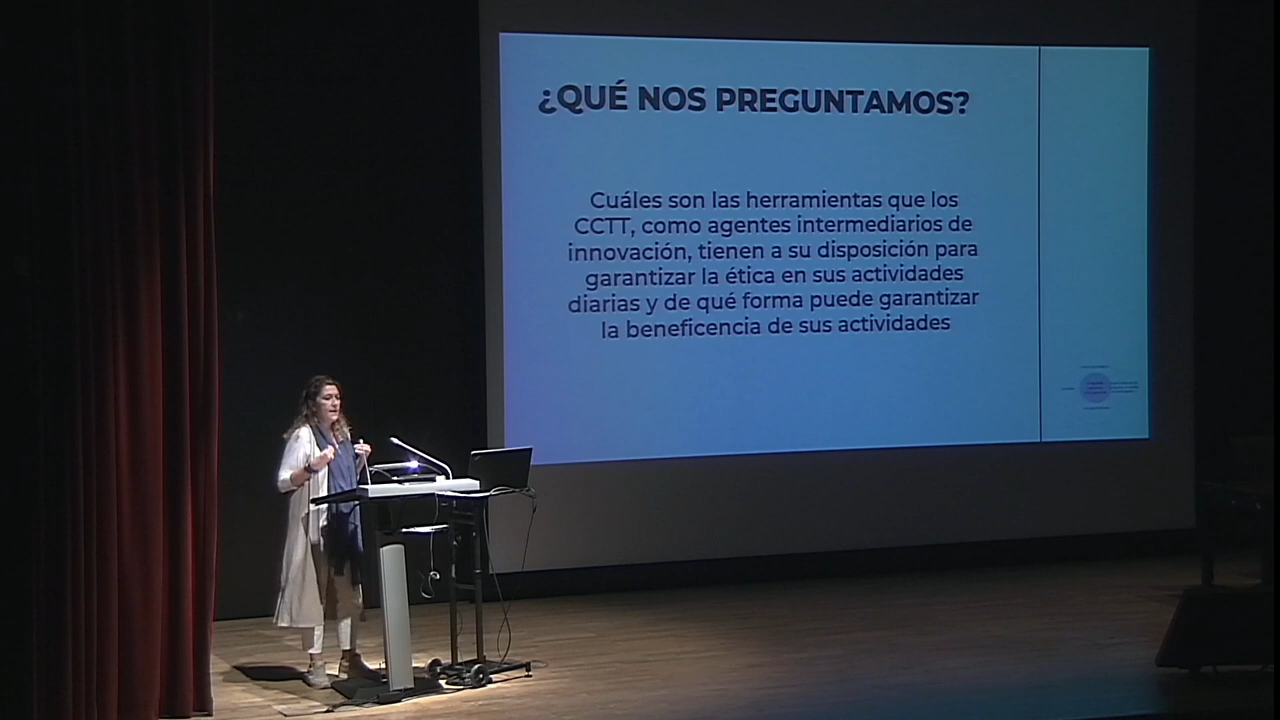 ¿QUÉ NOS PREGUNTAMOS?
Cuáles son las herramientas que los
CCTT, como agentes intermediarios de
innovación, tienen a su disposición para
garantizar la ética en sus actividades
diarias y de qué forma puede garantizar
la beneficencia de sus actividades